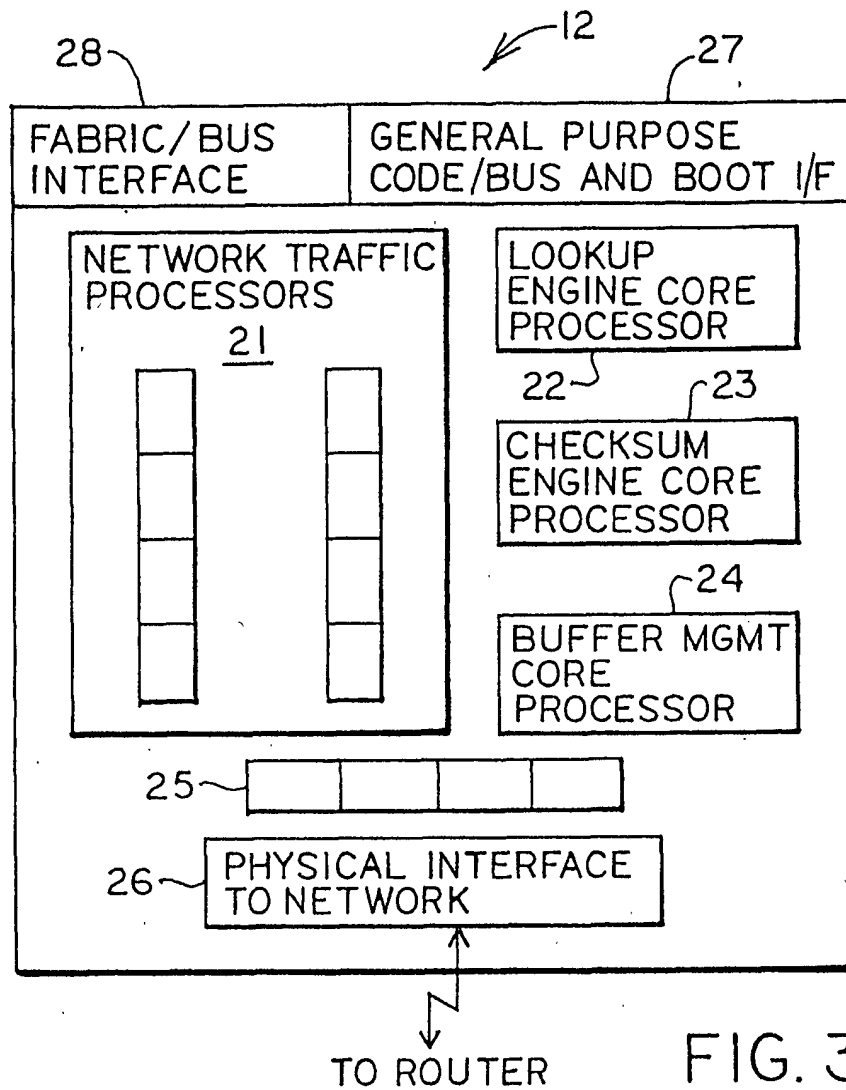 12
28
27
FABRIC/BUS
INTERFACE
GENERAL PURPOSE
CODE/BUS AND BOOT I/F
NETWORK TRAFFIC
PROCESSORS
21
LOOKUP
ENGINE CORE
PROCESSOR
22
23
CHECKSUM
ENGINE CORE
PROCESSOR
24
BUFFER MGMT
CORE
PROCESSOR
25
26
PHYSICAL INTERFACE
TO NETWORK
TO ROUTER
FIG. 3